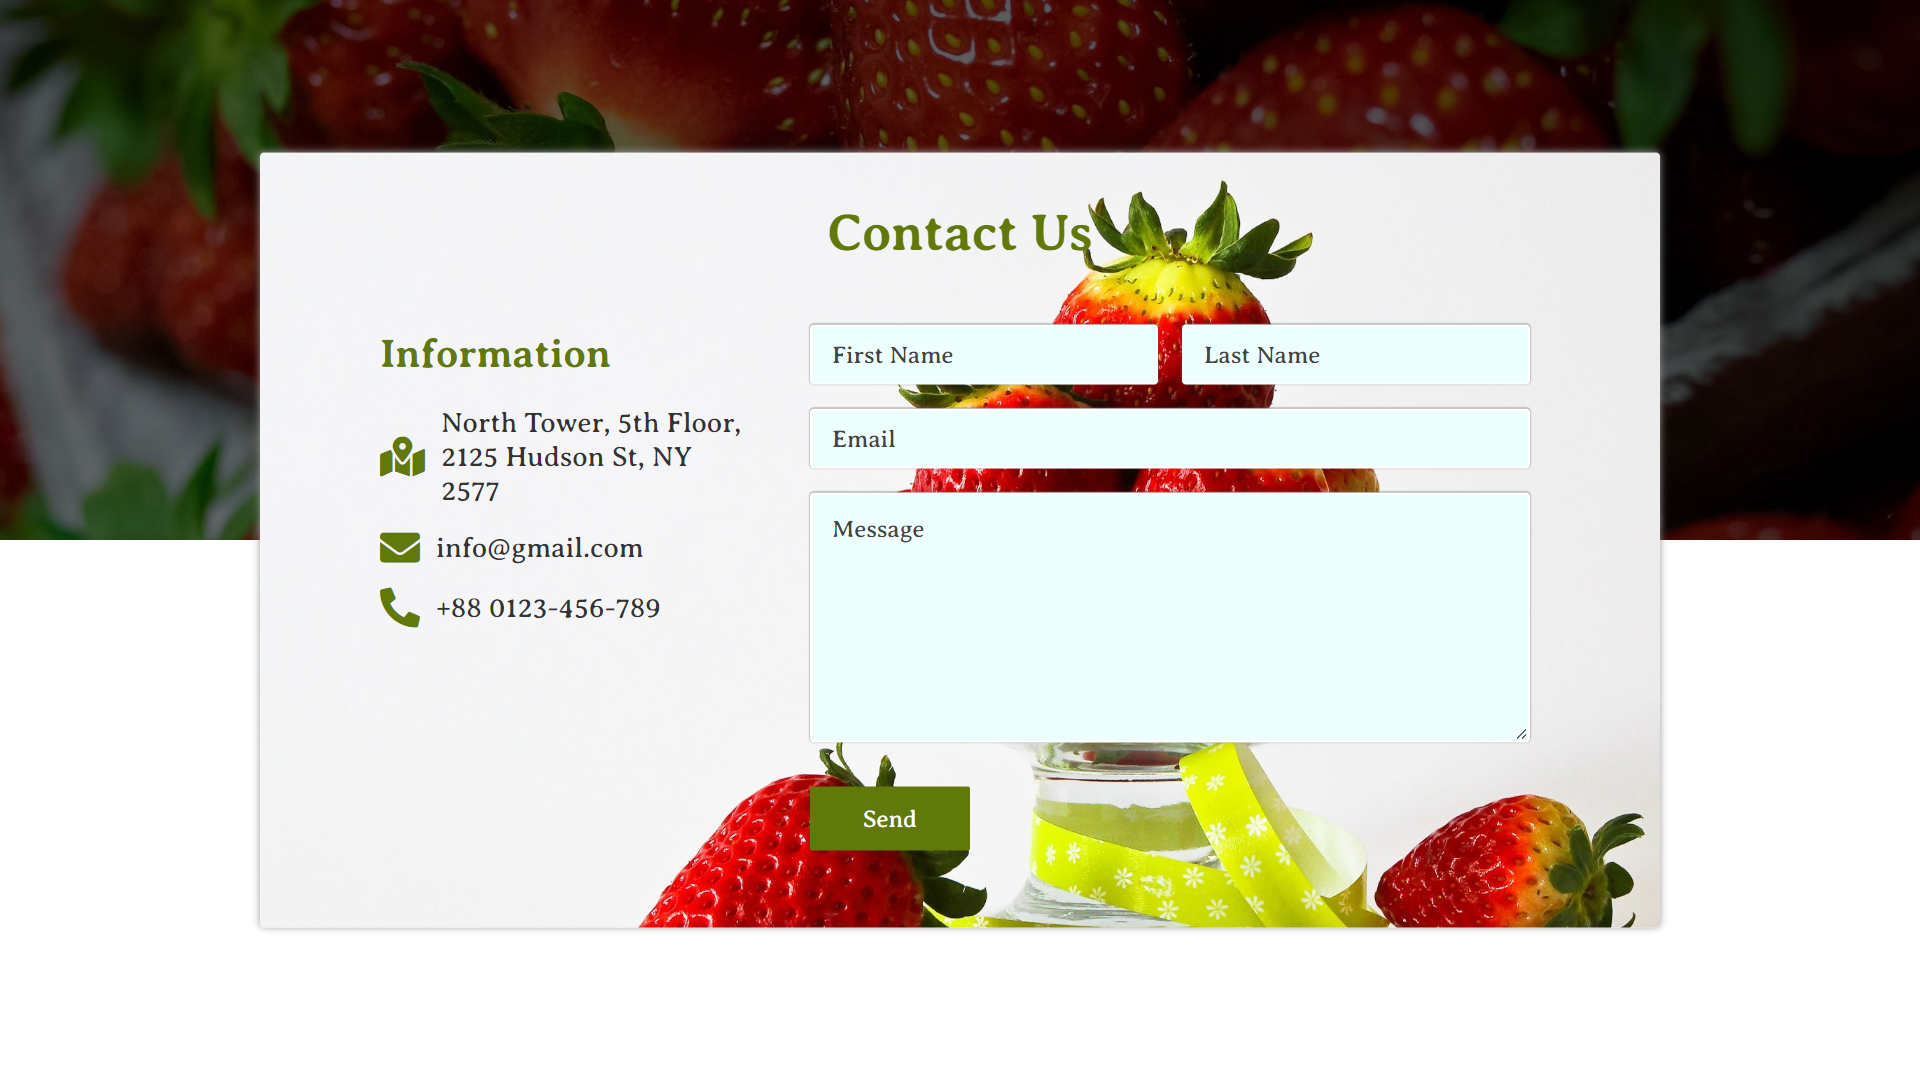 Contact Us
Information
North Tower, 5th Floor,
2125 Hudson St, NY
2577
info@gmail.com
+88 0123-456-789
First Name
Last Name
Email
Message
Send